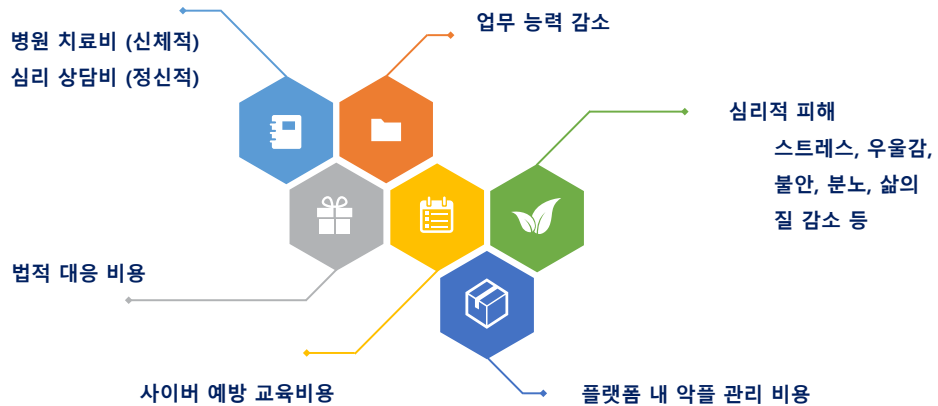 병원 치료비 (신체적)
심리 상담비 (정신적)
업무 능력 감소
심리적 피해
스트레스, 우울감,
불안, 분노, 삶의
질 감소 등
법적 대응 비용
사이버 예방 교육비용
플랫폼 내 악플 관리 비용